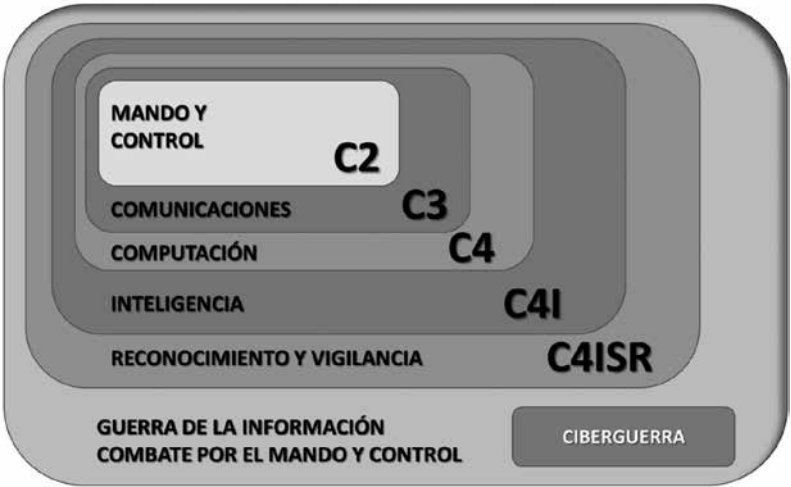 MANDO Y
CONTROL
C2
COMUNICACIONES C3
COMPUTACIÓN C4
INTELIGENCIA C4I
RECONOCIMIENTO Y VIGILANCIA C4ISR
GUERRA DE LA INFORMACIÓN
COMBATE POR EL MANDO Y CONTROL
CIBERGUERRA